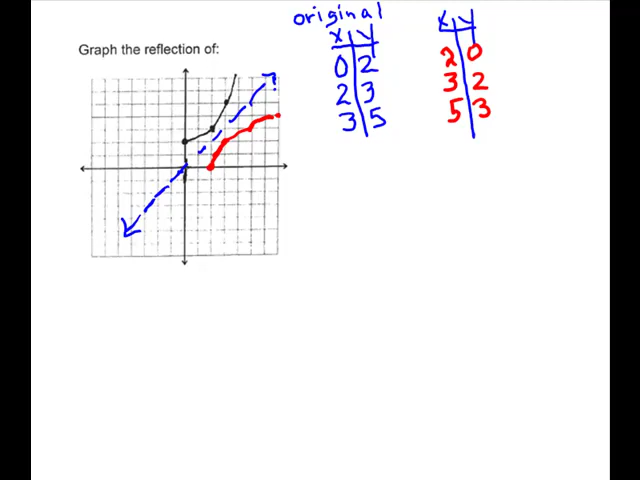 original
x y
0 2
2 3
3 5
x y
2 0
3 2
5 3
Graph the reflection of: